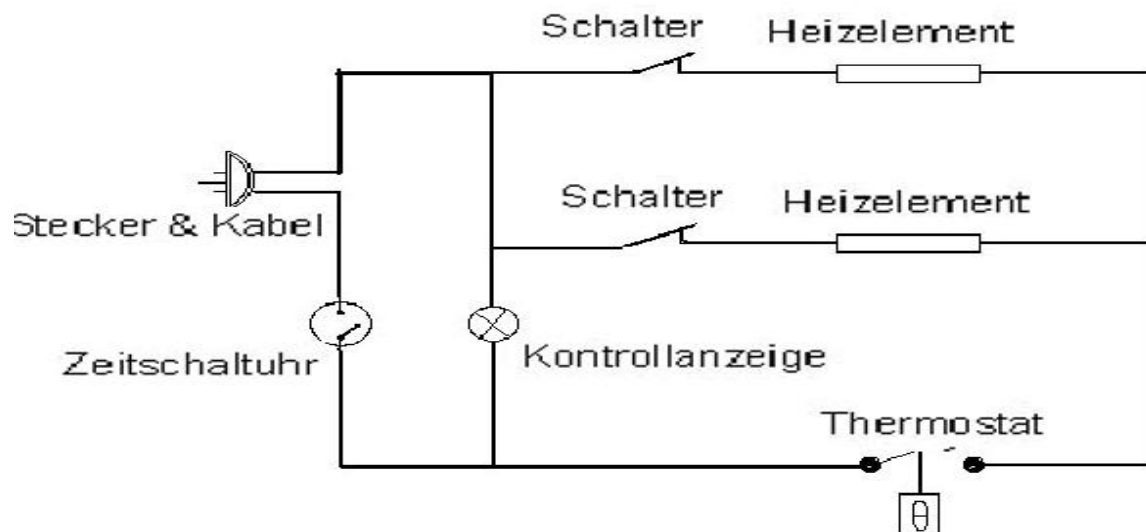 Schalter
Heizelement
Schalter
Heizelement
Stecker & Kabel
Zeitschaltuhr
Kontrollanzeige
Thermostat
θ